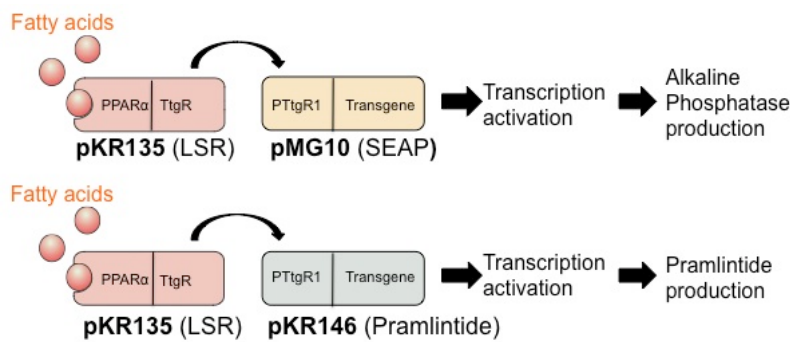 Fatty acids
PPARα TtgR
PTtgR1 Transgene
Transcription
activation
Alkaline
Phosphatase
production
pKR135 (LSR)
pMG10 (SEAP)
Fatty acids
PPARα TtgR
PTtgR1 Transgene
Transcription
activation
Pramlintide
production
pKR135 (LSR)
pKR146 (Pramlintide)